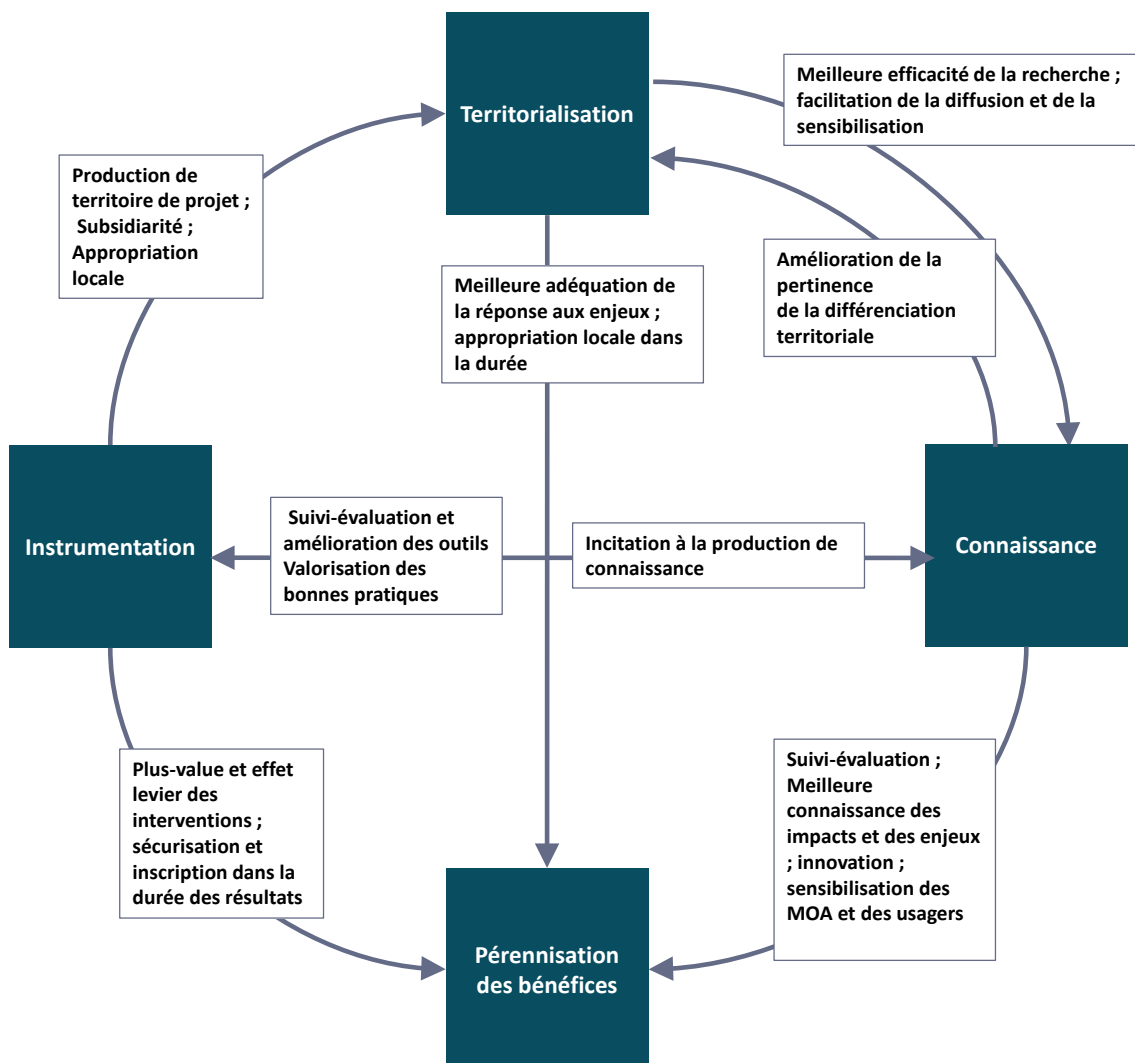 Territorialisation
Meilleure efficacité de la recherche ;
facilitation de la diffusion et de la
sensibilisation
Production de
territoire de projet ;
Subsidiarité ;
Appropriation
locale
Meilleure adéquation de
la réponse aux enjeux ;
appropriation locale dans
la durée
Amélioration de la
pertinence
de la différenciation
territoriale
Instrumentation
Suivi-évaluation et
amélioration des outils
Valorisation des
bonnes pratiques
Incitation à la production de
connaissance
Connaissance
Plus-value et effet
levier des
interventions ;
sécurisation et
inscription dans la
durée des résultats
Suivi-évaluation ;
Meilleure
connaissance des
impacts et des enjeux
; innovation ;
sensibilisation des
MOA et des usagers
Pérennisation
des bénéfices